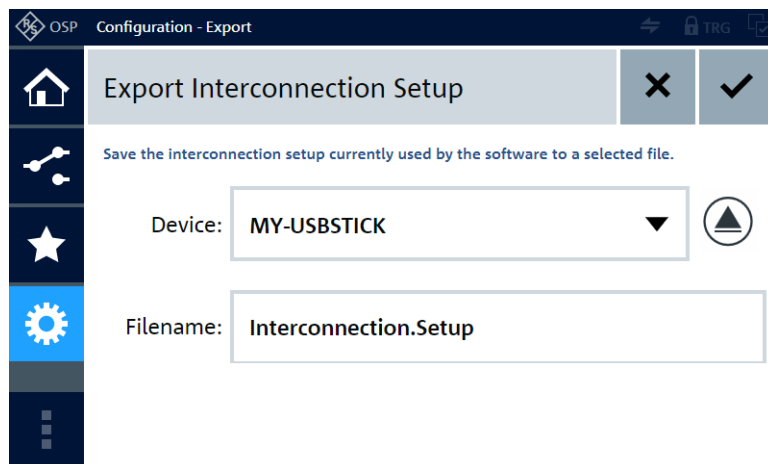 R&S OSP Configuration - Export TRG
Export Interconnection Setup
Save the interconnection setup currently used by the software to a selected file.
Device: MY-USBSTICK
Filename: Interconnection.Setup